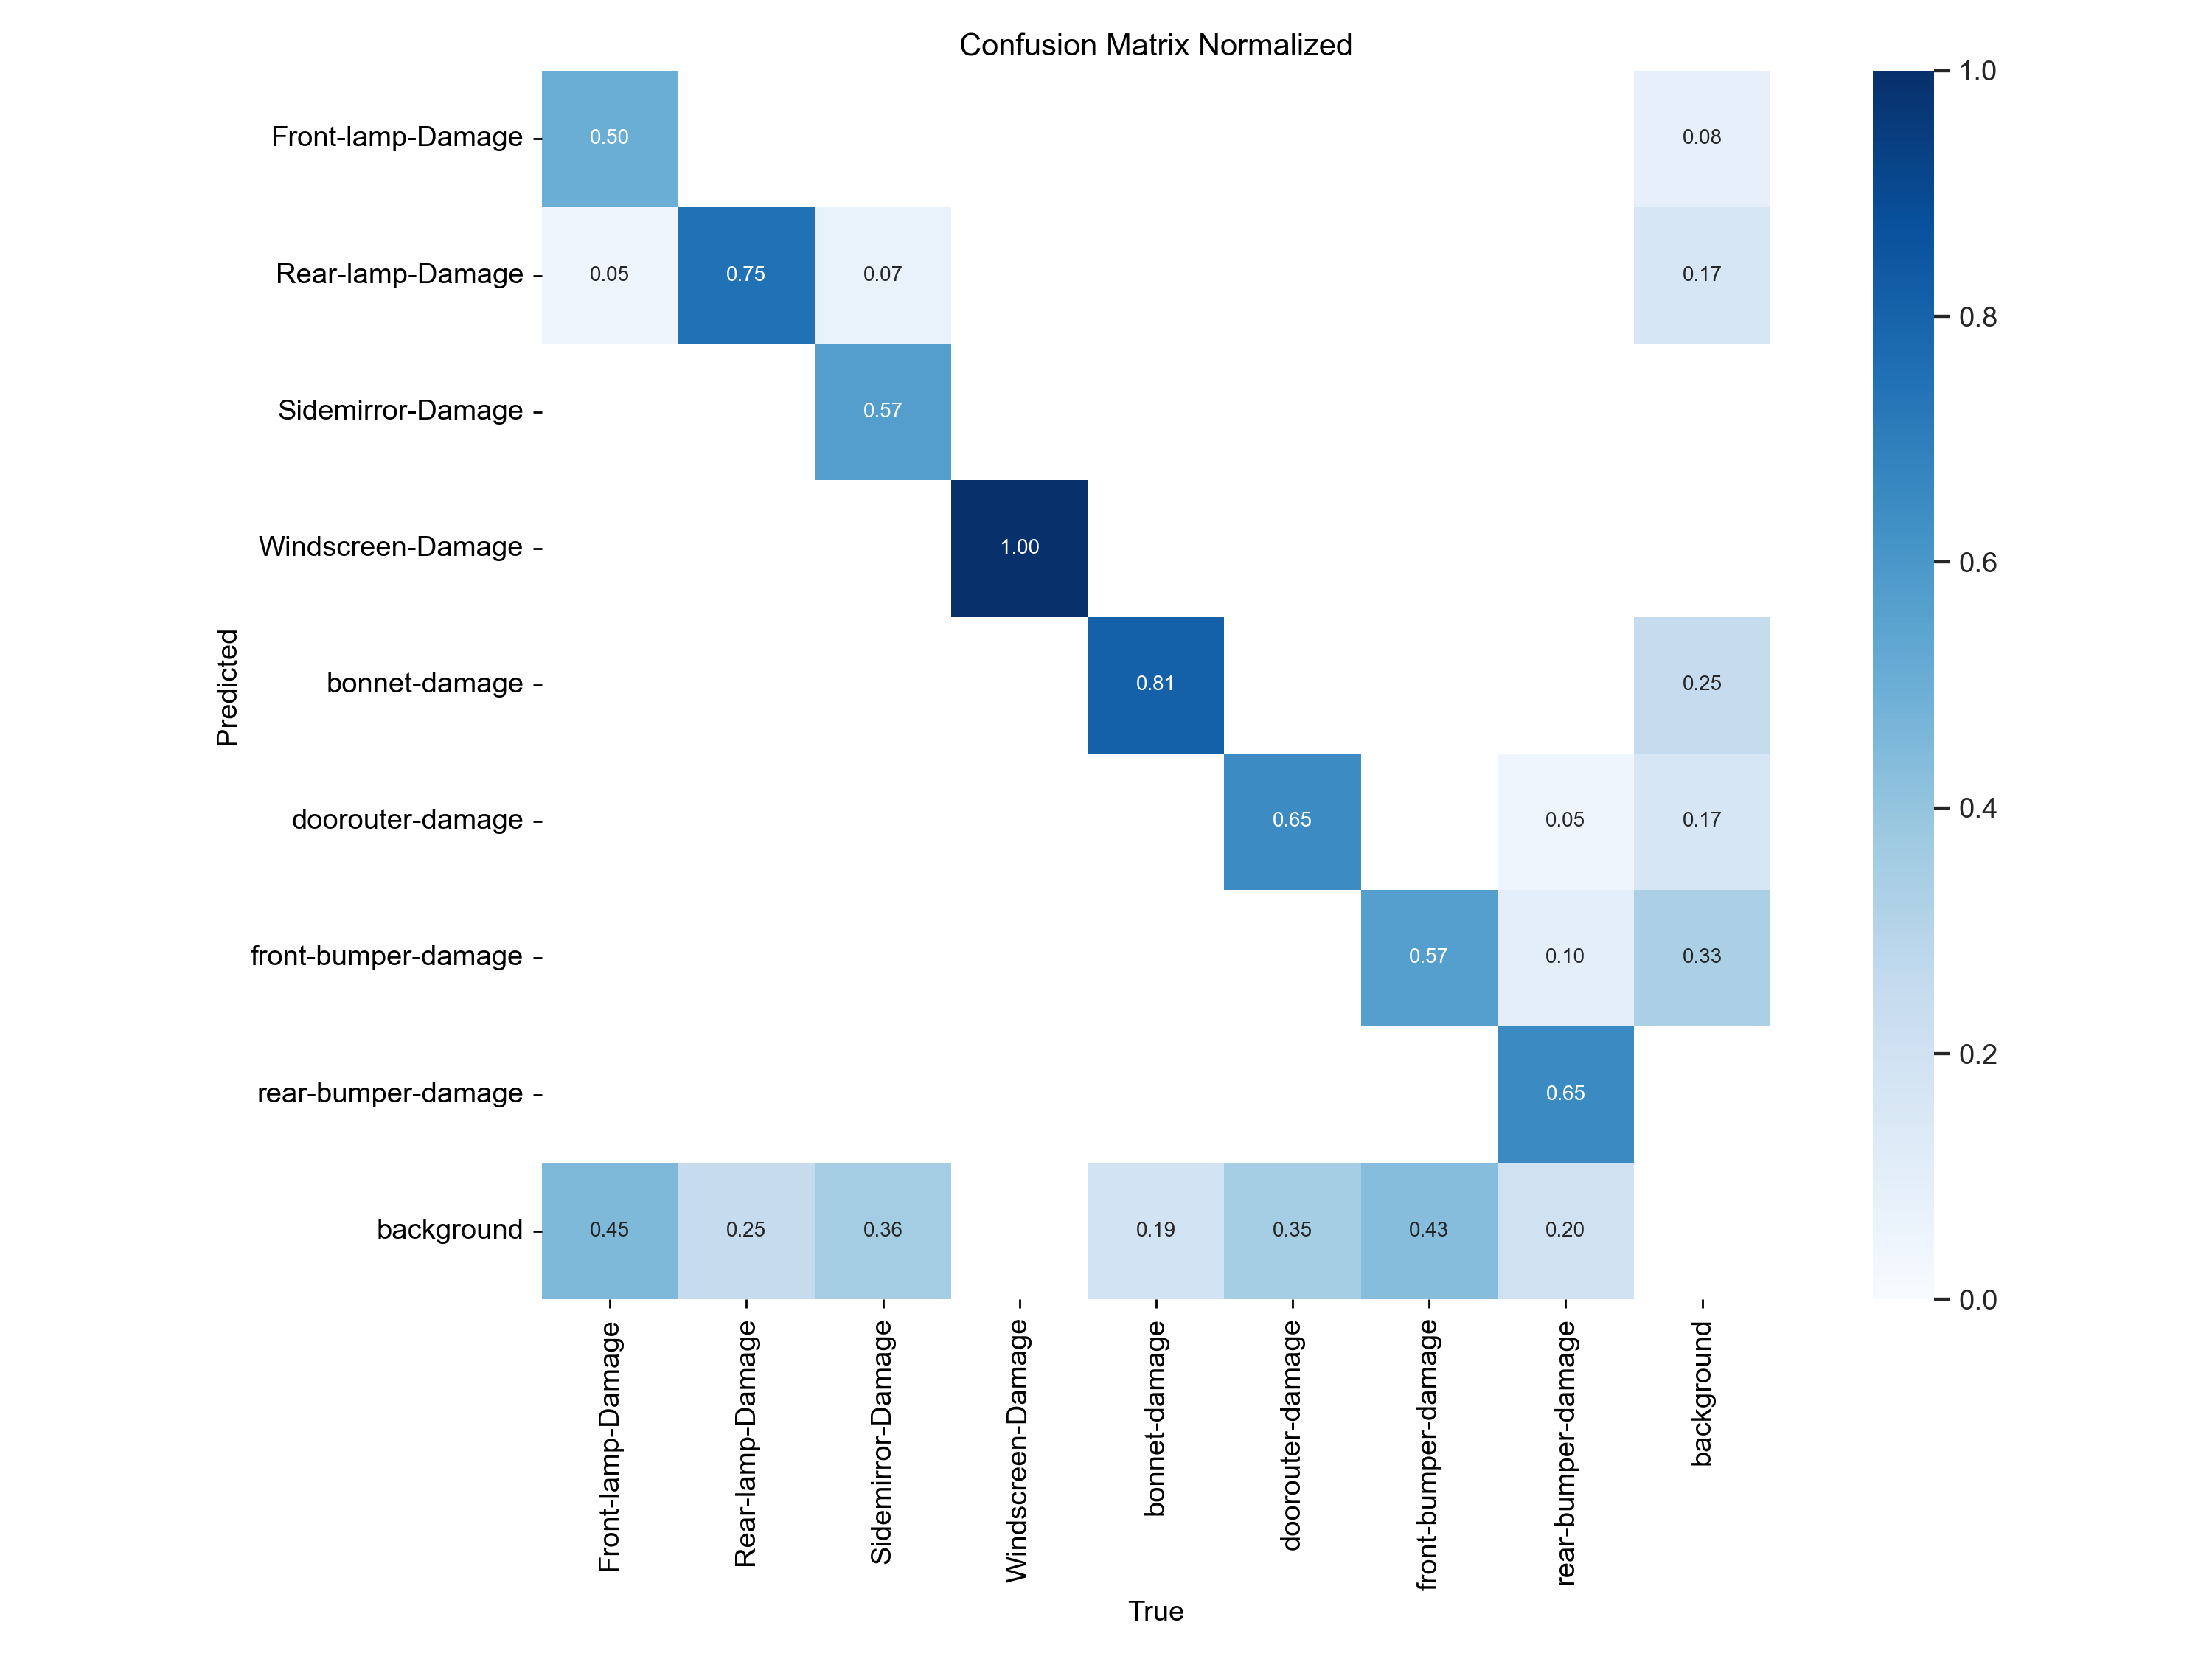 Confusion Matrix Normalized
Front-lamp-Damage
0.50
0.08
1.0
Rear-lamp-Damage
0.05
0.75
0.07
0.17
0.8
Sidemirror-Damage
0.57
Windscreen-Damage
1.00
0.6
Predicted
bonnet-damage
0.81
0.25
doorouter-damage
0.65
0.05
0.17
0.4
front-bumper-damage
0.57
0.10
0.33
rear-bumper-damage
0.65
0.2
background
0.45
0.25
0.36
0.19
0.35
0.43
0.20
0.0
Front-lamp-Damage
Rear-lamp-Damage
Sidemirror-Damage
Windscreen-Damage
bonnet-damage
doorouter-damage
front-bumper-damage
rear-bumper-damage
background
True